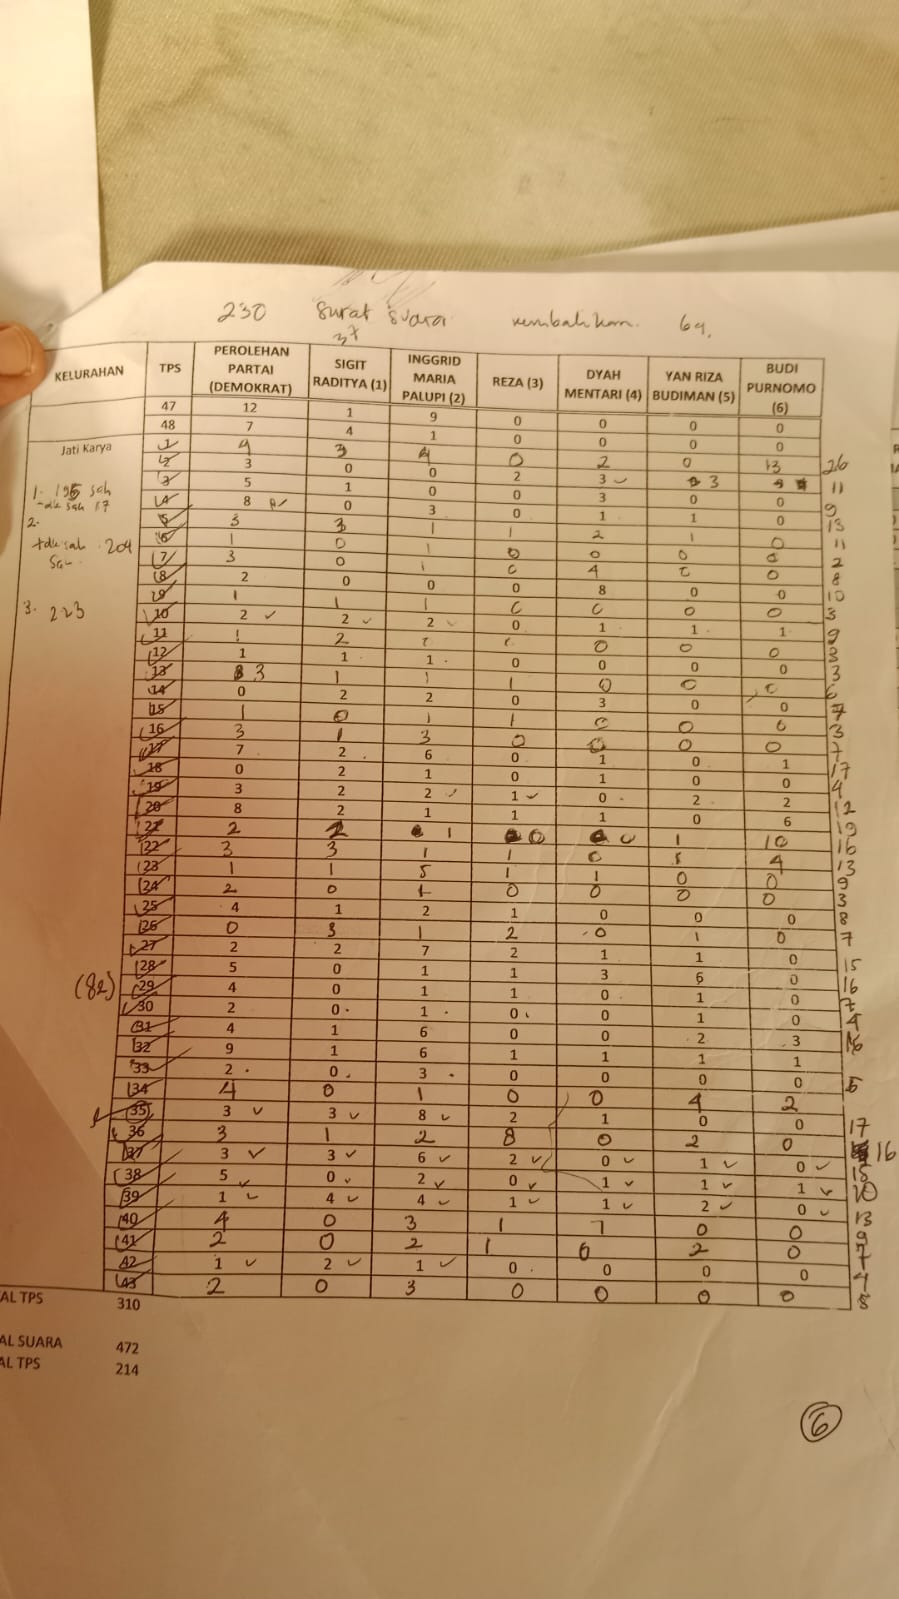 230 Surat Suara 37 kembalikan. 69.
KELURAHAN TPS PEROLEHAN PARTAI (DEMOKRAT) SIGIT RADITYA (1) INGGRID MARIA PALUPI (2) REZA (3) DYAH MENTARI (4) YAN RIZA BUDIMAN (5) BUDI PURNOMO (6)
47 12 1 9 0 0 0 0
48 7 4 1 0 0 0 0
Jati Karya 1 4 3 4 0 2 0 13 26
2 3 0 0 2 3 3 11
3 5 1 0 0 3 0 0 9
4 8 0 3 0 1 1 0 13
5 3 3 1 1 2 1 0 11
6 1 0 1 0 0 0 0 2
7 3 0 1 0 4 0 0 8
8 2 0 0 0 8 0 0 10
9 1 1 1 0 0 0 0 3
10 2 2 2 0 1 1 1 9
11 1 2 0 0 0 3
12 1 1 1 0 0 0 0 3
13 3 1 1 1 0 0 0 6
14 0 2 2 0 3 0 0 7
15 1 0 1 1 0 0 0 3
16 3 1 3 0 0 0 0 7
17 7 2 6 0 1 0 1 17
18 0 2 1 0 1 0 0 4
19 3 2 2 1 0 2 2 12
20 8 2 1 1 1 0 6 19
21 2 2 1 0 0 1 10 16
22 3 3 1 1 0 4 13
23 1 1 5 1 1 0 0 9
24 2 0 1 0 0 0 0 3
25 4 1 2 1 0 0 0 8
26 0 3 1 2 0 1 0 7
27 2 2 7 2 1 1 0 15
28 5 0 1 1 3 6 0 16
29 4 0 1 1 0 1 0 7
30 2 0 1 0 0 1 0 4
31 4 1 6 0 0 2 3 16
32 9 1 6 1 1 1 1
33 2 0 3 0 0 0 0 5
34 4 0 1 0 0 4 2
35 3 3 8 2 1 0 0 17
36 3 1 2 8 0 2 0 16
37 3 3 6 2 0 1 0 15
38 5 0 2 0 1 1 1 10
39 1 4 4 1 1 2 0 13
40 4 0 3 1 0 0 9
41 2 0 2 1 0 2 0 7
42 1 2 1 0 0 0 0 4
43 2 0 3 0 0 0 0
1. sah
sah 17
2.
tdk sah . 204
3. 223
(82)
AL TPS 310
AL SUARA 472
AL TPS 214
6